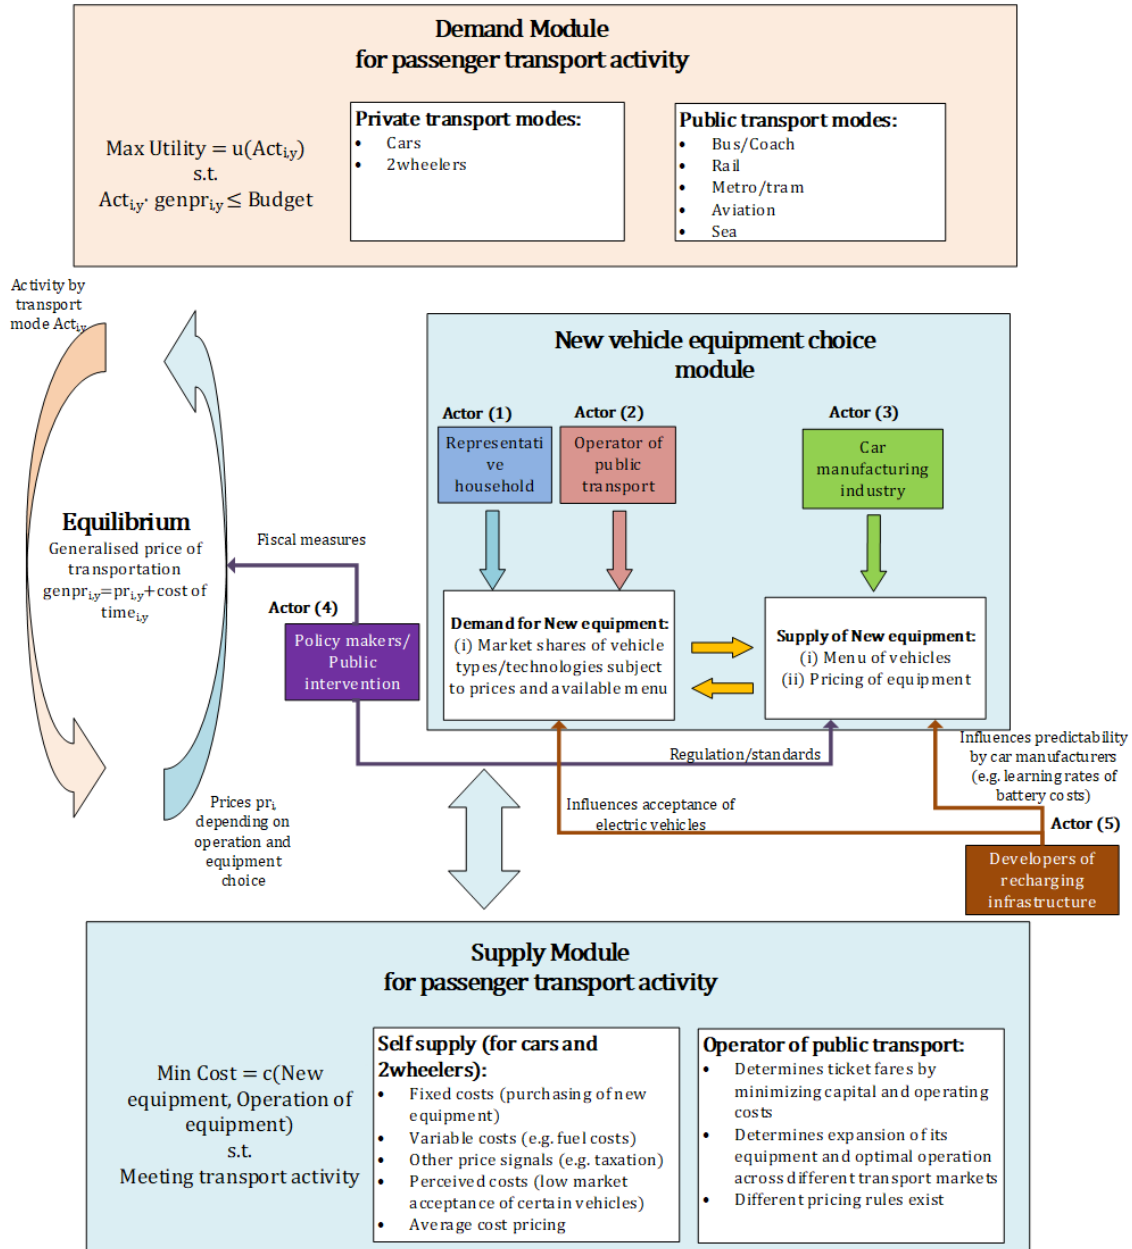 Demand Module
for passenger transport activity
Max Utility = u(Act_i,y)
s.t.
Act_i,y· genpr_i,y ≤ Budget
Private transport modes:
• Cars
• 2wheelers
Public transport modes:
• Bus/Coach
• Rail
• Metro/tram
• Aviation
• Sea
Activity by
transport
mode Act_i,y
Equilibrium
Generalised price of
transportation
genpr_i,y=pr_i,y+cost of
time_i,y
Prices pr_i
depending on
operation and
equipment
choice
Fiscal measures
Actor (4)
Policy makers/
Public
intervention
New vehicle equipment choice
module
Actor (1)
Representati
ve
household
Actor (2)
Operator of
public
transport
Actor (3)
Car
manufacturing
industry
Demand for New equipment:
(i) Market shares of vehicle
types/technologies subject
to prices and available menu
Supply of New equipment:
(i) Menu of vehicles
(ii) Pricing of equipment
Regulation/standards
Influences acceptance of
electric vehicles
Influences predictability
by car manufacturers
(e.g. learning rates of
battery costs)
Actor (5)
Developers of
recharging
infrastructure
Supply Module
for passenger transport activity
Min Cost = c(New
equipment, Operation of
equipment)
s.t.
Meeting transport activity
Self supply (for cars and
2wheelers):
• Fixed costs (purchasing of new
equipment)
• Variable costs (e.g. fuel costs)
• Other price signals (e.g. taxation)
• Perceived costs (low market
acceptance of certain vehicles)
• Average cost pricing
Operator of public transport:
• Determines ticket fares by
minimizing capital and operating
costs
• Determines expansion of its
equipment and optimal operation
across different transport markets
• Different pricing rules exist